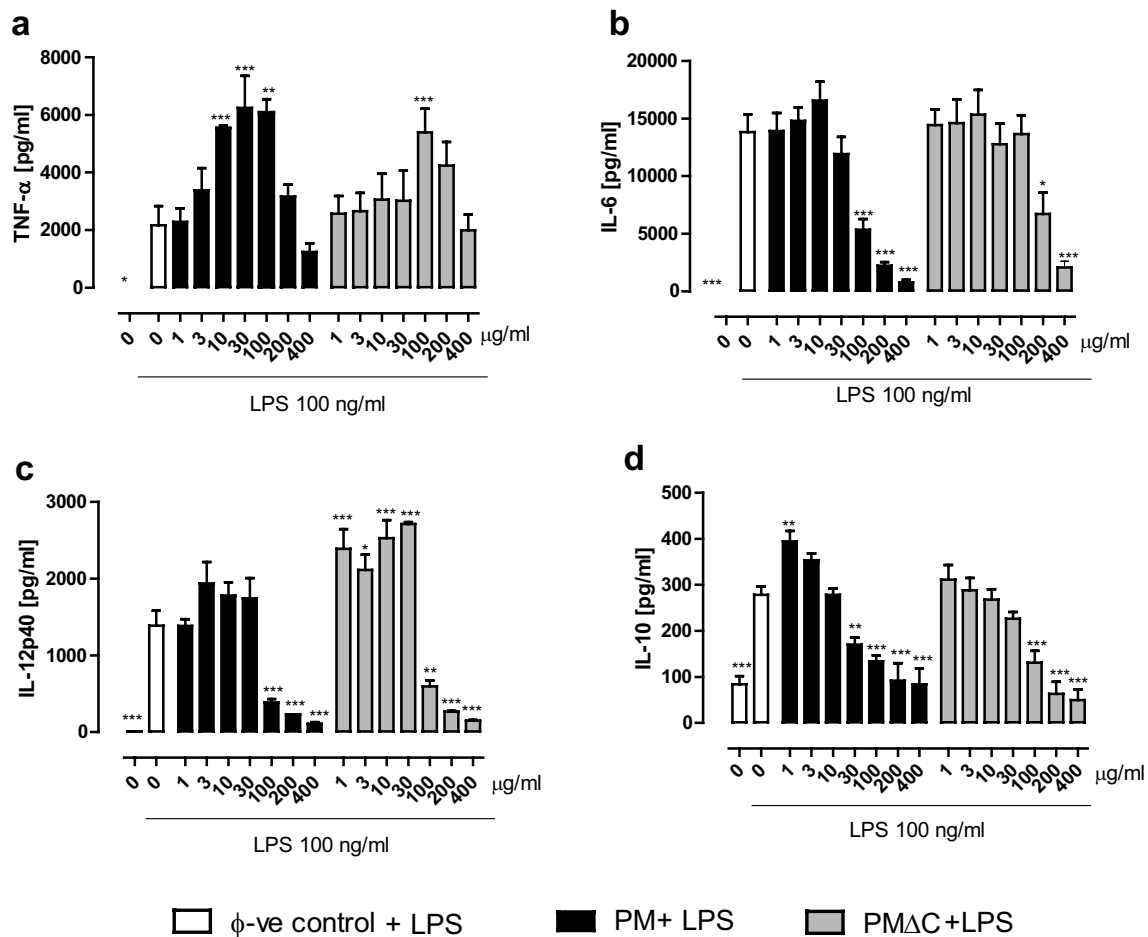 a
8000
6000
4000
2000
0
TNF-α [pg/ml]
*
***
***
**
***
0 0 1 3 10 30 100 200 400 1 3 10 30 100 200 400 μg/ml
LPS 100 ng/ml
b
20000
15000
10000
5000
0
IL-6 [pg/ml]
***
***
***
***
*
***
0 0 1 3 10 30 100 200 400 1 3 10 30 100 200 400 μg/ml
LPS 100 ng/ml
c
3000
2000
1000
0
IL-12p40 [pg/ml]
***
***
***
***
***
*
***
***
**
***
***
0 0 1 3 10 30 100 200 400 1 3 10 30 100 200 400 μg/ml
LPS 100 ng/ml
d
500
400
300
200
100
0
IL-10 [pg/ml]
***
**
**
***
***
***
***
***
***
0 0 1 3 10 30 100 200 400 1 3 10 30 100 200 400 μg/ml
LPS 100 ng/ml
ϕ-ve control + LPS
PM+ LPS
PMΔC+LPS